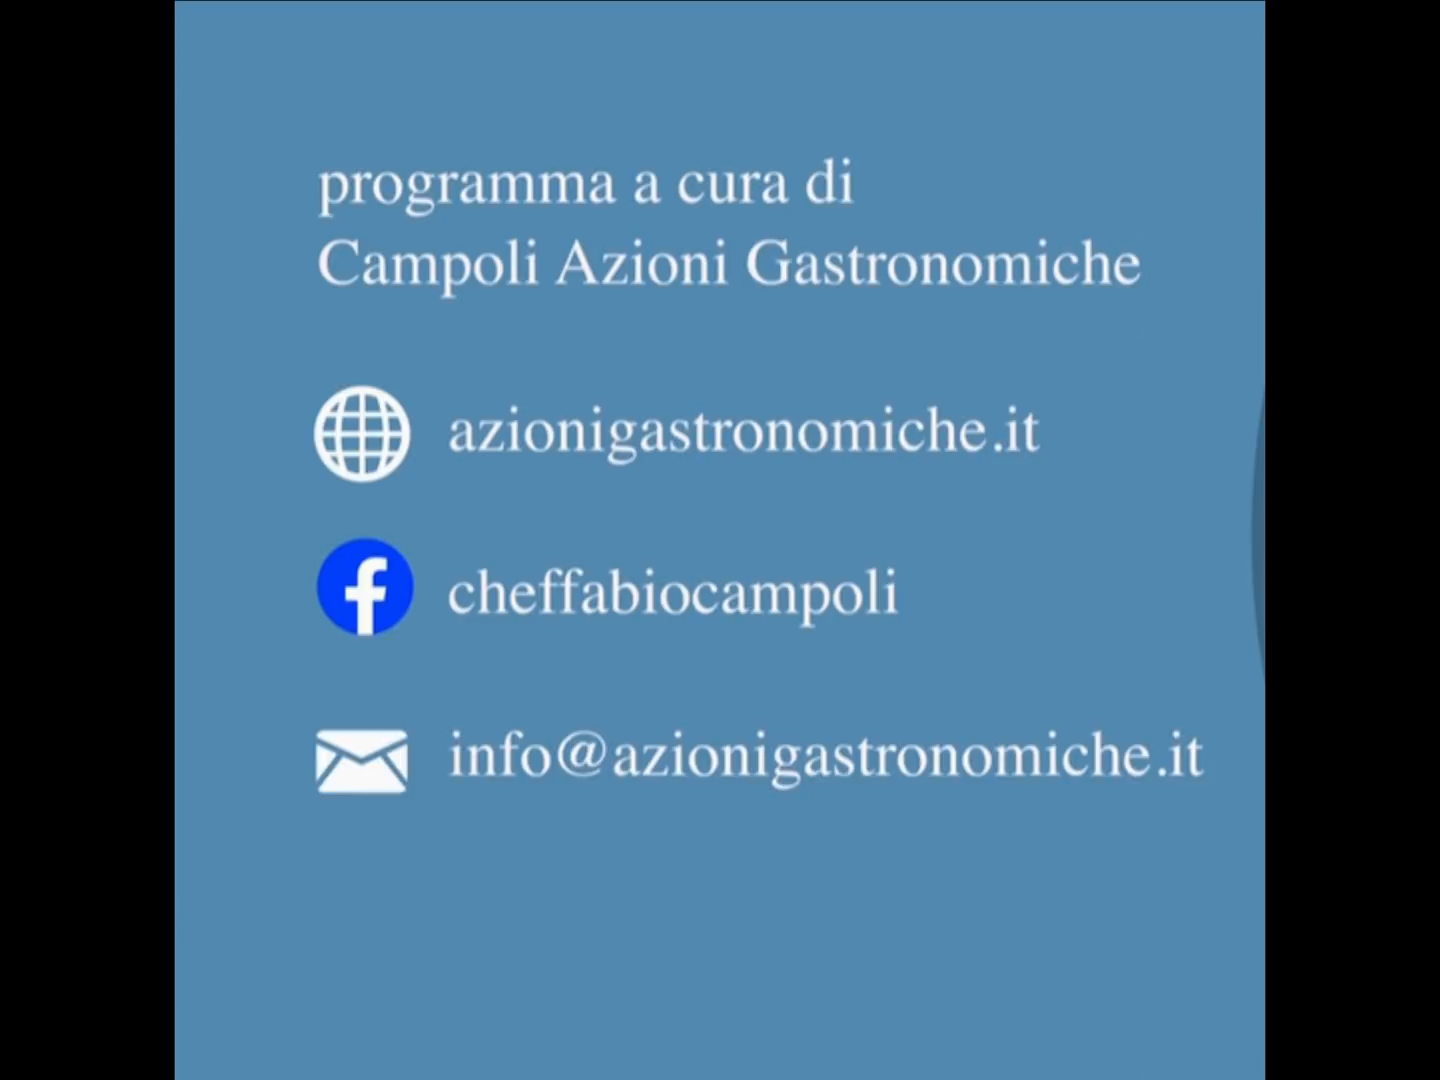 programma a cura di
Campoli Azioni Gastronomiche
azionigastronomiche.it
cheffabiocampoli
info@azionigastronomiche.it